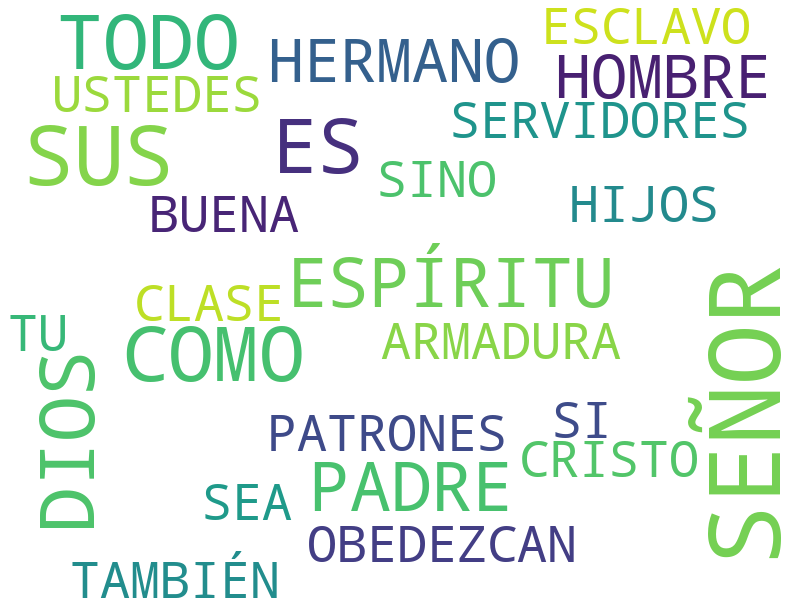 TODO
ESCLAVO
HERMANO
HOMBRE
USTEDES
SERVIDORES
SUS
ES
SINO
HIJOS
BUENA
ESPÍRITU
SEÑOR
CLASE
TU
COMO
ARMADURA
DIOS
PATRONES
SI
CRISTO
PADRE
SEA
OBEDEZCAN
TAMBIÉN